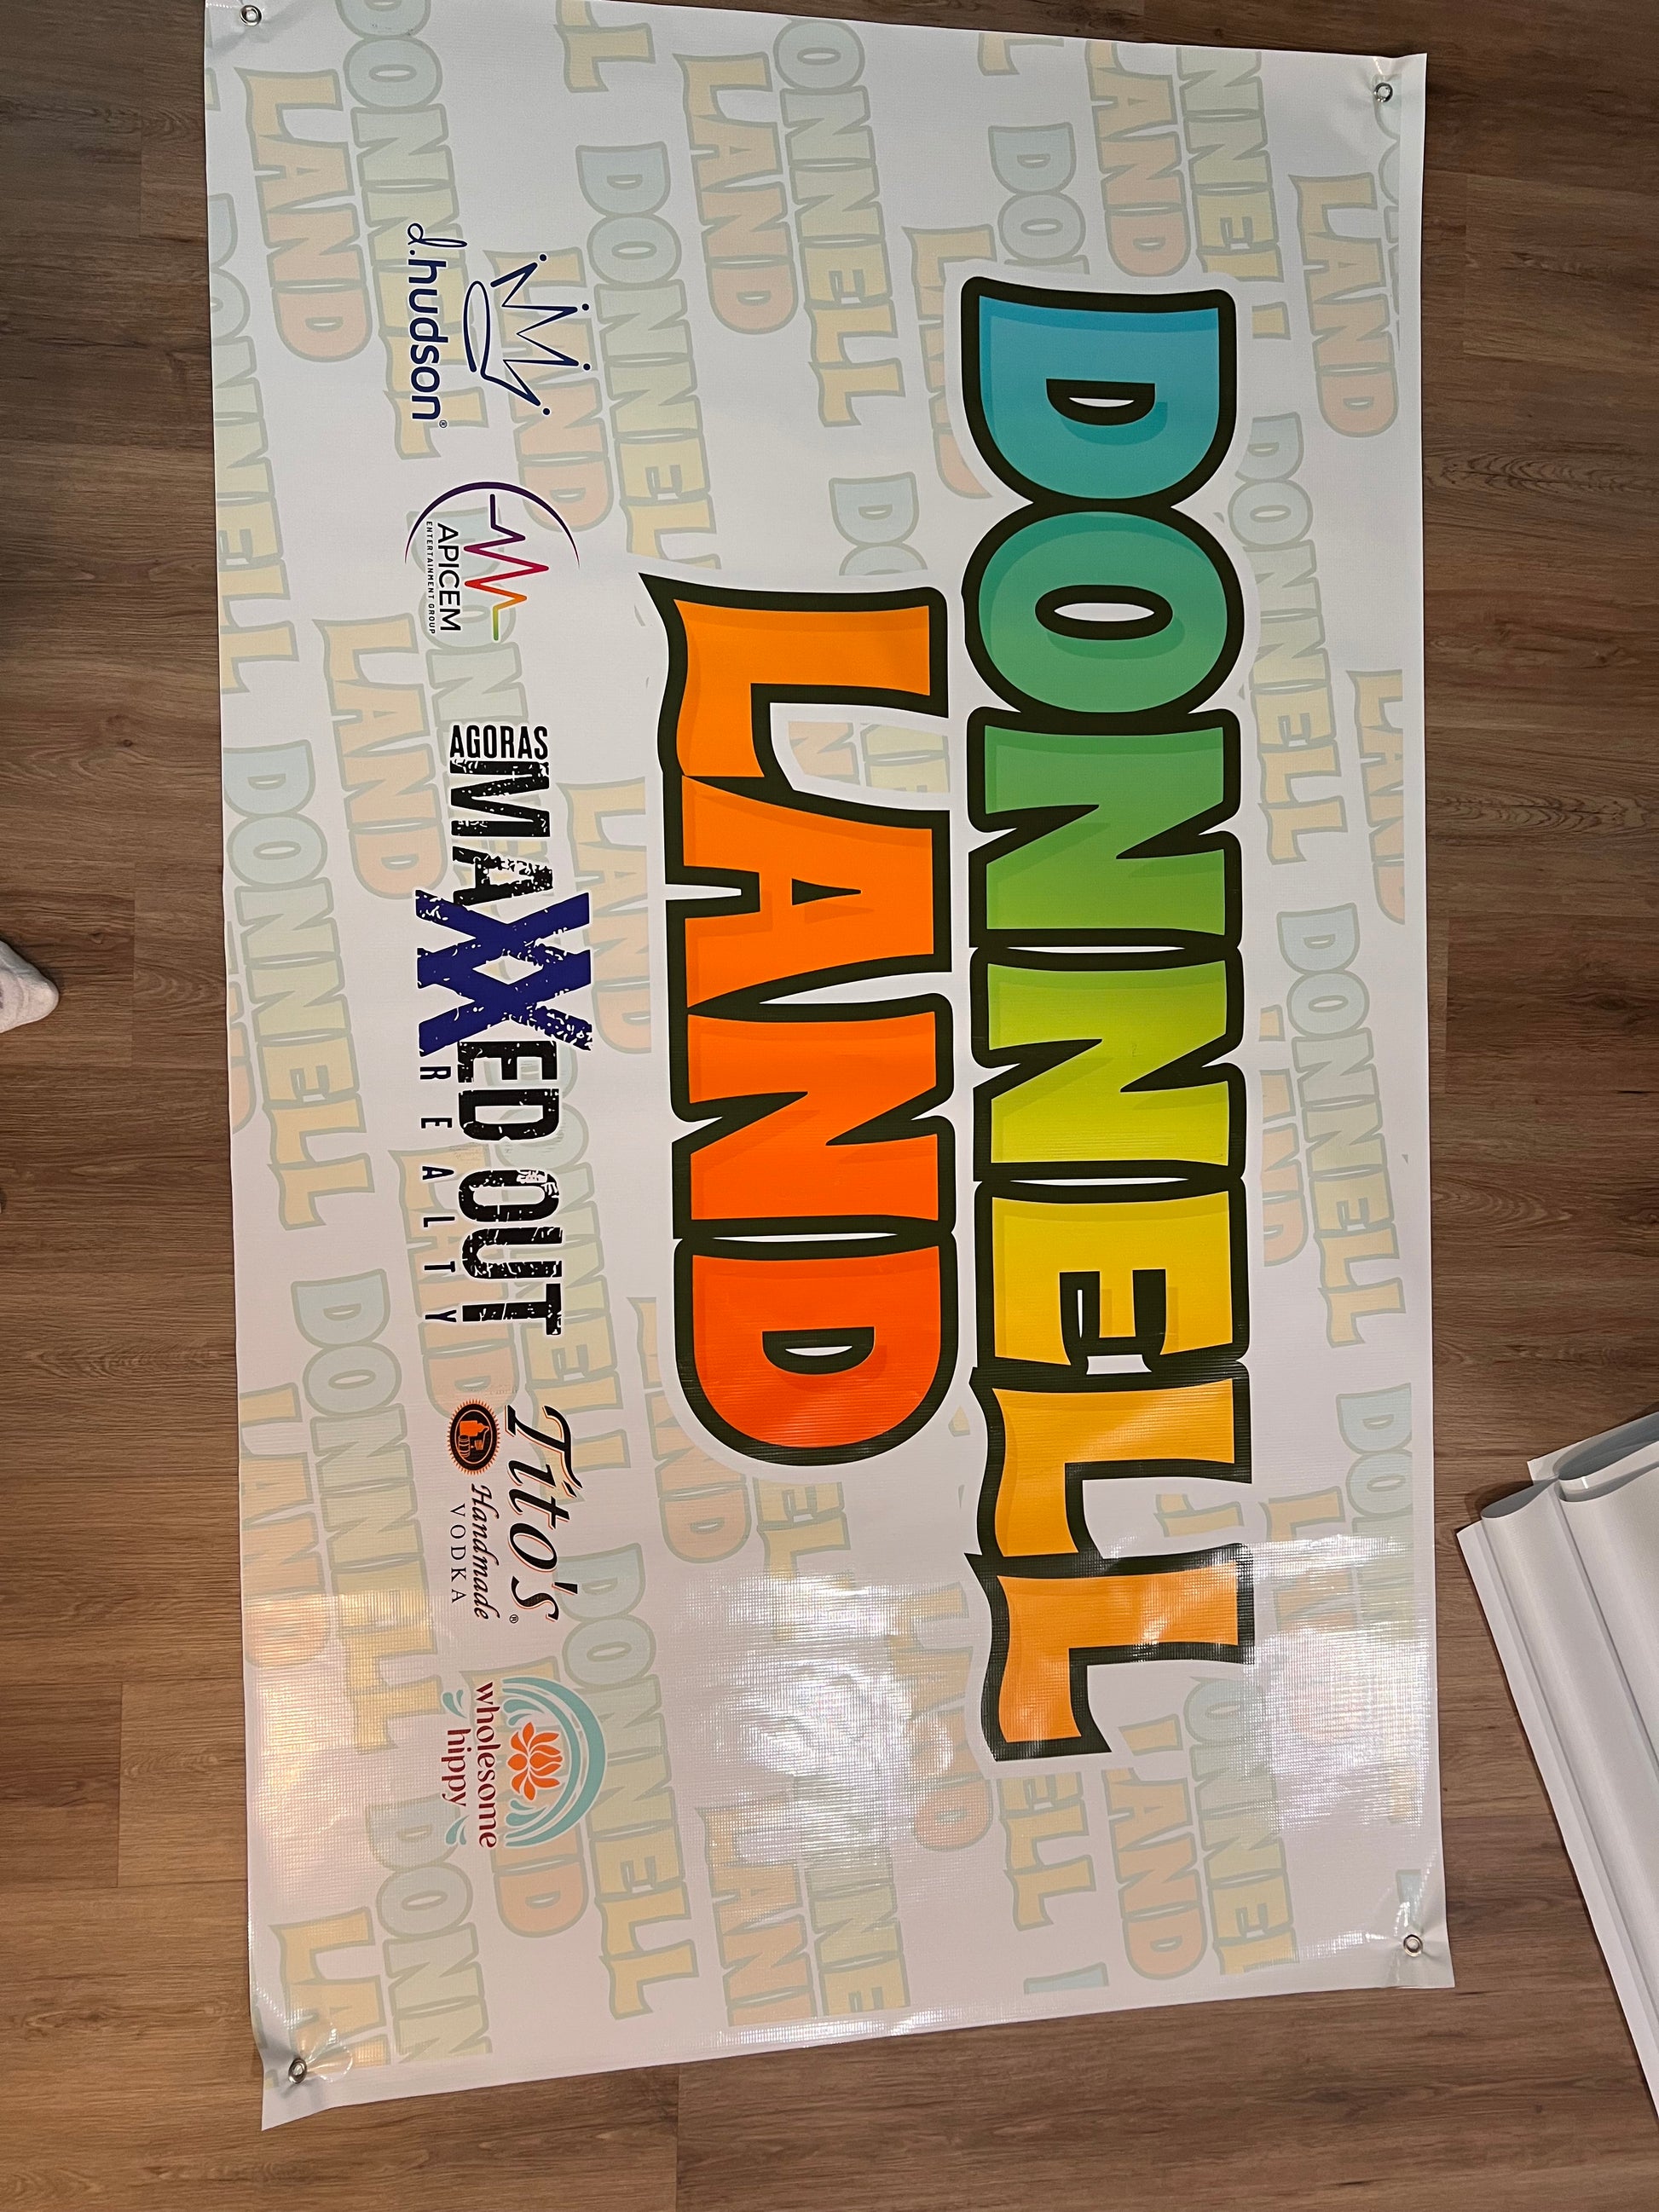 DONNELL
LAND
d.hudson®
APICEM
ENTERTAINMENT GROUP
AGORAS
MAXXED OUT
REALTY
Tito's®
Handmade
VODKA
wholesome
hippy